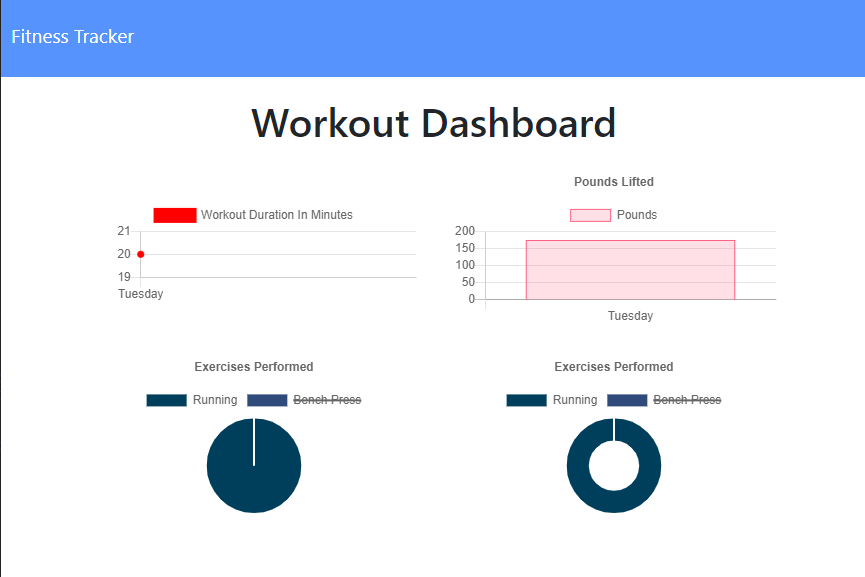 Fitness Tracker
Workout Dashboard
Workout Duration In Minutes
21
20
19
Tuesday
Pounds Lifted
Pounds
200
150
100
50
0
Tuesday
Exercises Performed
Running Bench Press
Exercises Performed
Running Bench Press